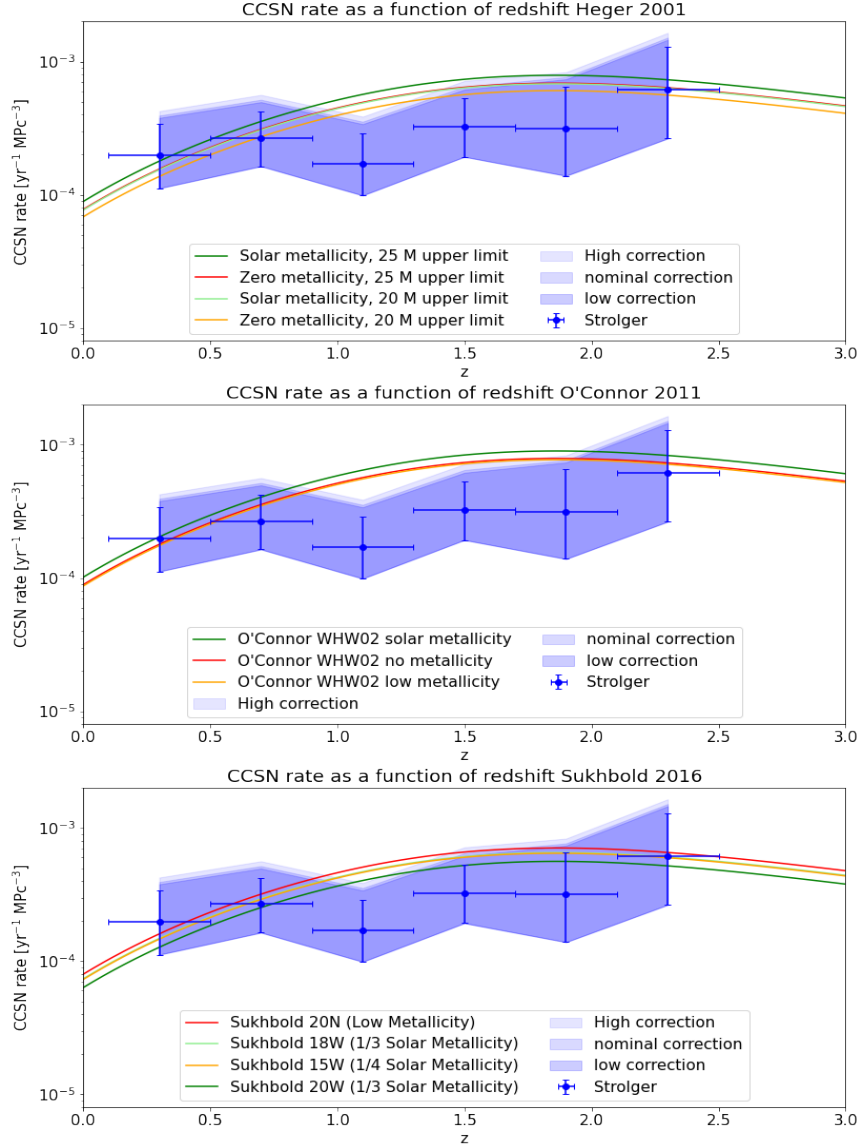 CCSN rate as a function of redshift Heger 2001
CCSN rate [yr⁻¹ MPc⁻³]
10⁻³
10⁻⁴
10⁻⁵
Solar metallicity, 25 M upper limit
Zero metallicity, 25 M upper limit
Solar metallicity, 20 M upper limit
Zero metallicity, 20 M upper limit
High correction
nominal correction
low correction
Strolger
0.0 0.5 1.0 1.5 2.0 2.5 3.0
z
CCSN rate as a function of redshift O'Connor 2011
CCSN rate [yr⁻¹ MPc⁻³]
10⁻³
10⁻⁴
10⁻⁵
O'Connor WHW02 solar metallicity
O'Connor WHW02 no metallicity
O'Connor WHW02 low metallicity
High correction
nominal correction
low correction
Strolger
0.0 0.5 1.0 1.5 2.0 2.5 3.0
z
CCSN rate as a function of redshift Sukhbold 2016
CCSN rate [yr⁻¹ MPc⁻³]
10⁻³
10⁻⁴
10⁻⁵
Sukhbold 20N (Low Metallicity)
Sukhbold 18W (1/3 Solar Metallicity)
Sukhbold 15W (1/4 Solar Metallicity)
Sukhbold 20W (1/3 Solar Metallicity)
High correction
nominal correction
low correction
Strolger
0.0 0.5 1.0 1.5 2.0 2.5 3.0
z